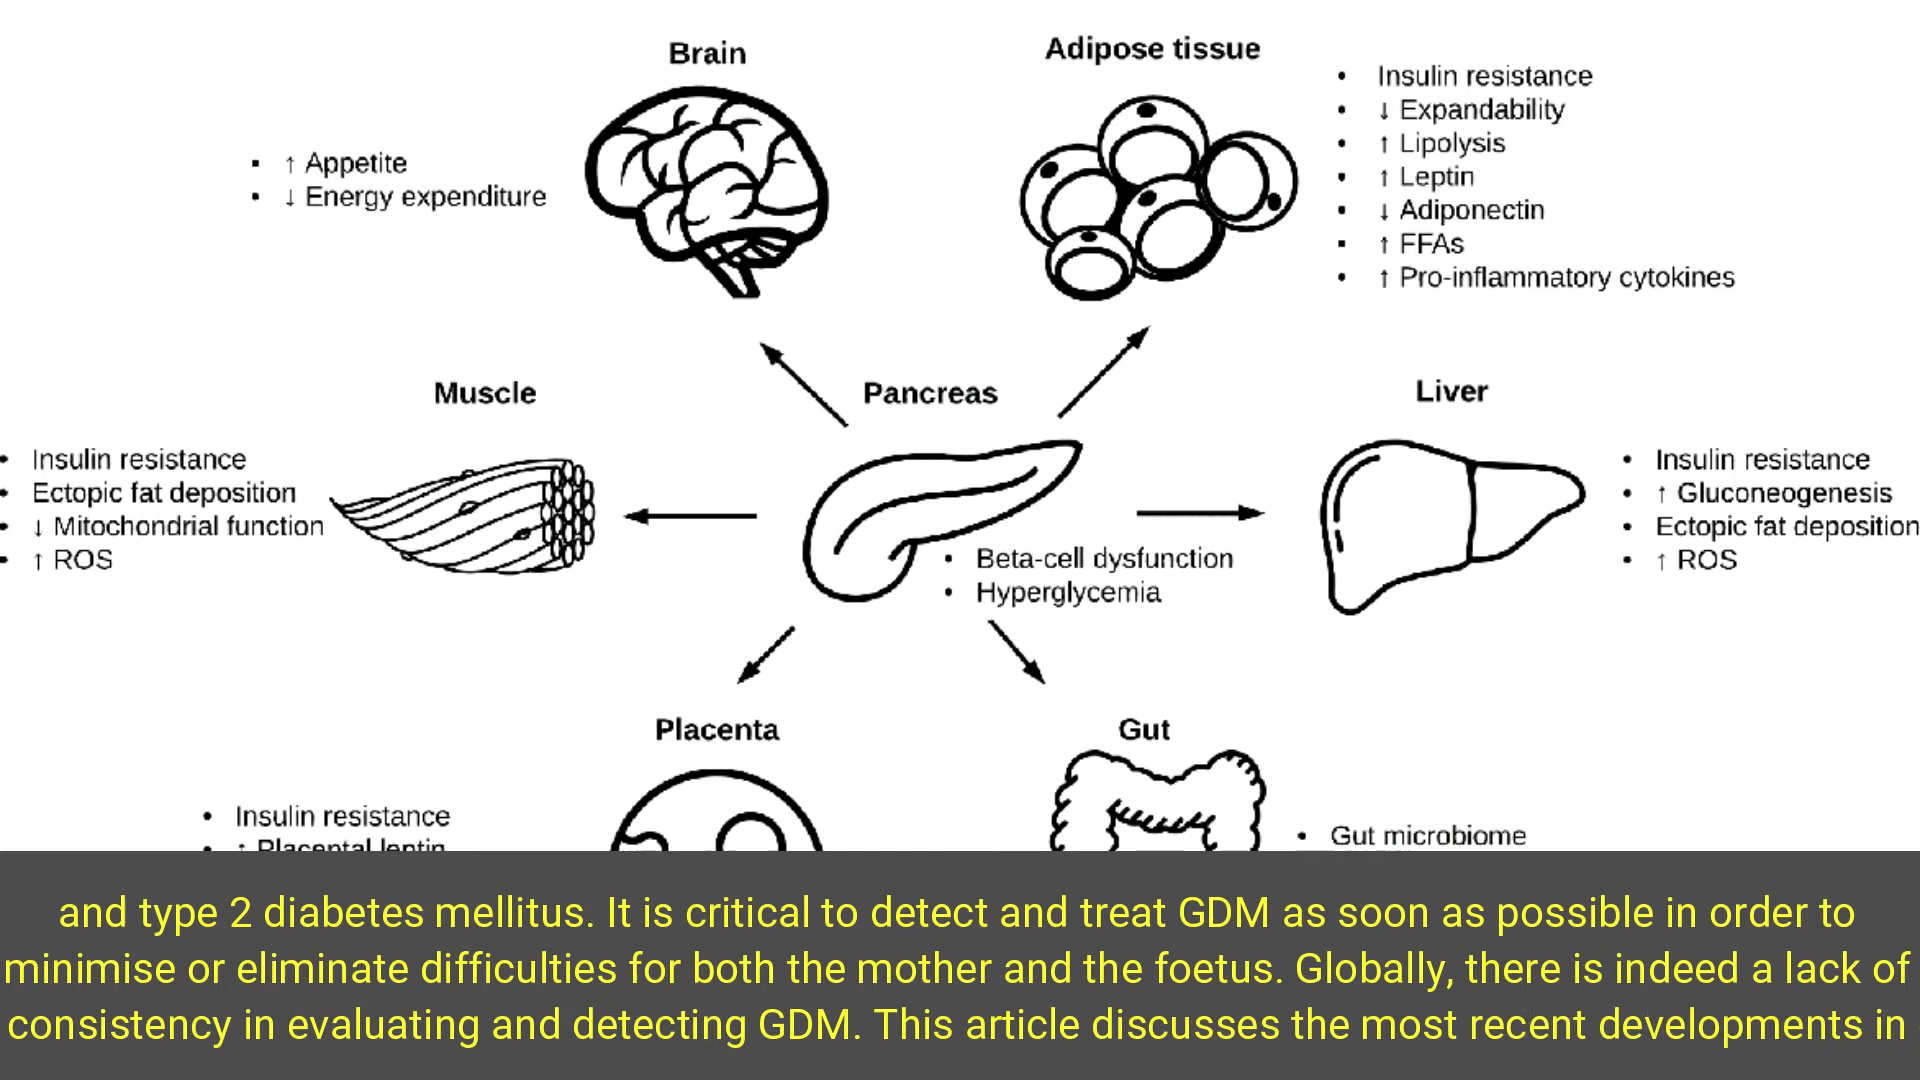 Brain
↑ Appetite
↓ Energy expenditure
Adipose tissue
Insulin resistance
↓ Expandability
↑ Lipolysis
↑ Leptin
↓ Adiponectin
↑ FFAs
↑ Pro-inflammatory cytokines
Muscle
Insulin resistance
Ectopic fat deposition
↓ Mitochondrial function
↑ ROS
Pancreas
Beta-cell dysfunction
Hyperglycemia
Liver
Insulin resistance
↑ Gluconeogenesis
Ectopic fat deposition
↑ ROS
Placenta
Insulin resistance
↑ Placental leptin
Gut
Gut microbiome
and type 2 diabetes mellitus. It is critical to detect and treat GDM as soon as possible in order to
minimise or eliminate difficulties for both the mother and the foetus. Globally, there is indeed a lack of
consistency in evaluating and detecting GDM. This article discusses the most recent developments in